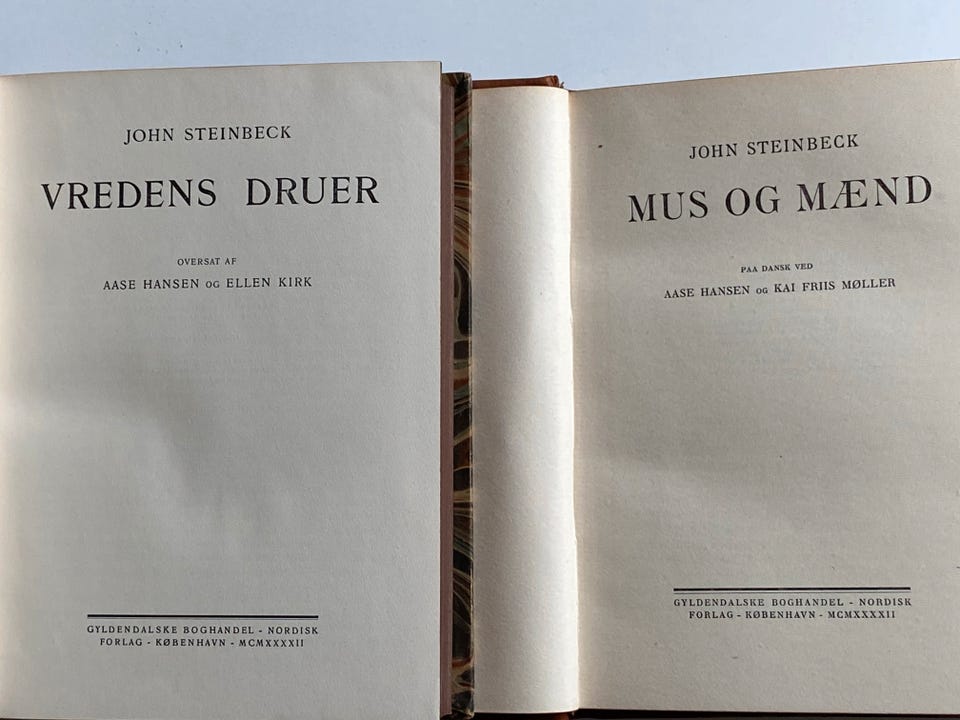 JOHN STEINBECK
VREDENS DRUER
OVERSAT AF
AASE HANSEN OG ELLEN KIRK
GYLDENDALSKE BOGHANDEL - NORDISK
FORLAG - KØBENHAVN - MCMXXXXII
JOHN STEINBECK
MUS OG MÆND
PAA DANSK VED
AASE HANSEN OG KAI FRIIS MØLLER
GYLDENDALSKE BOGHANDEL - NORDISK
FORLAG - KØBENHAVN - MCMXXXXII